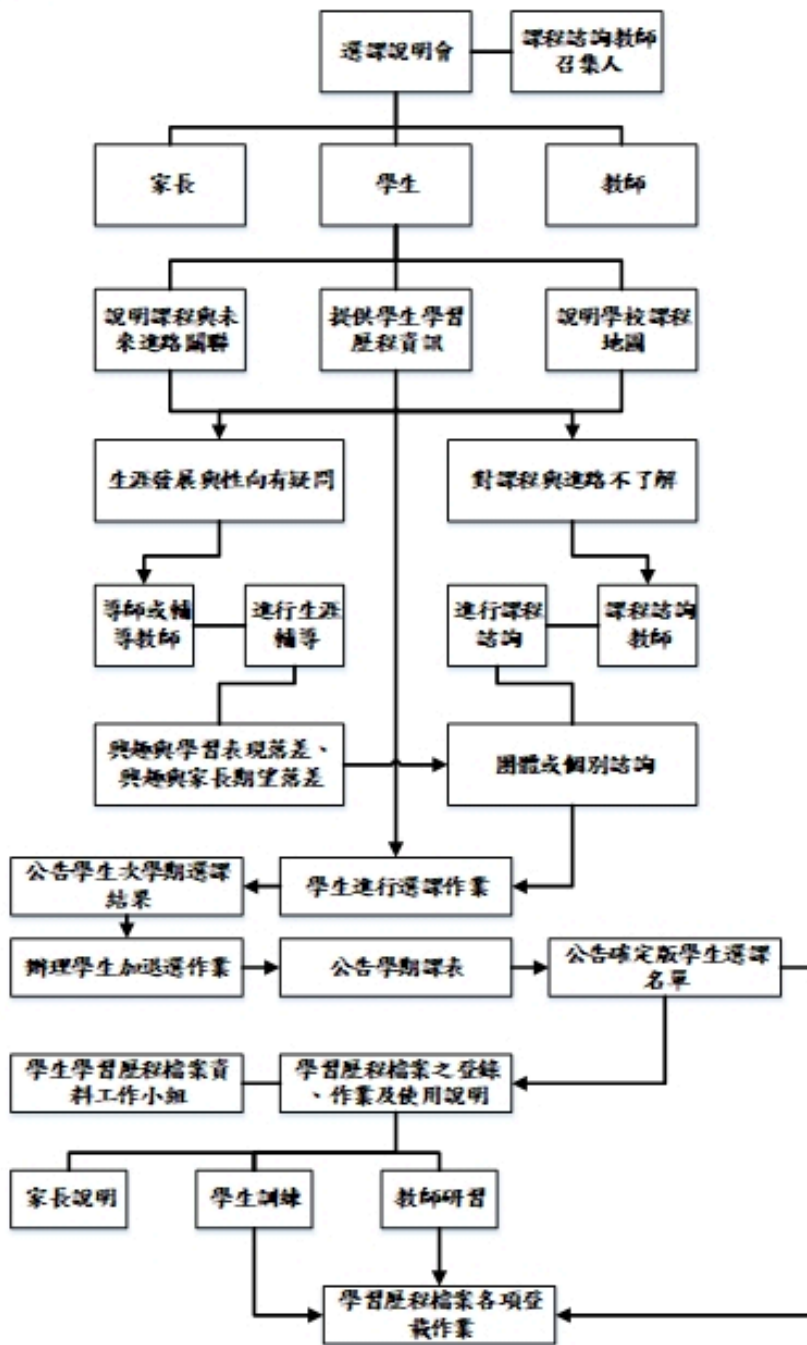 選課說明會
課程諮詢教師
召集人
家長
學生
教師
說明課程與未
來進路關聯
提供學生學習
歷程資訊
說明學校課程
地圖
生涯發展與性向有疑問
對課程與進路不了解
導師或輔
導教師
進行生涯
輔導
進行課程
諮詢
課程諮詢
教師
興趣與學習表現落差、
興趣與家長期望落差
團體或個別諮詢
公告學生次學期選課
結果
學生進行選課作業
辦理學生加退選作業
公告學期課表
公告確定版學生選課
名單
學生學習歷程檔案資
料工作小組
學習歷程檔案之登錄
、作業及使用說明
家長說明
學生訓練
教師研習
學習歷程檔案各項登
載作業